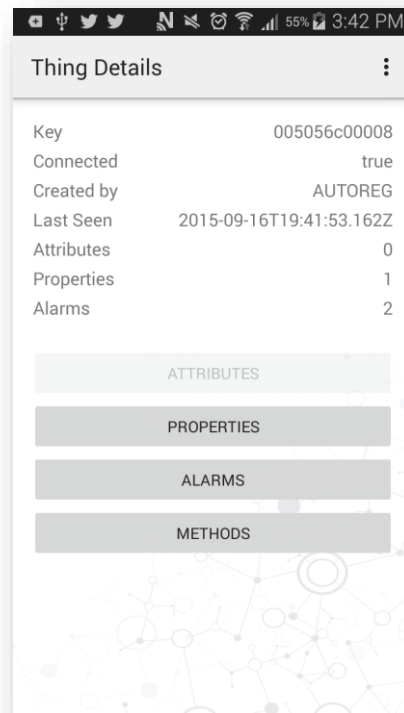 55% 3:42 PM
Thing Details
Key 005056c00008
Connected true
Created by AUTOREG
Last Seen 2015-09-16T19:41:53.162Z
Attributes 0
Properties 1
Alarms 2
ATTRIBUTES
PROPERTIES
ALARMS
METHODS